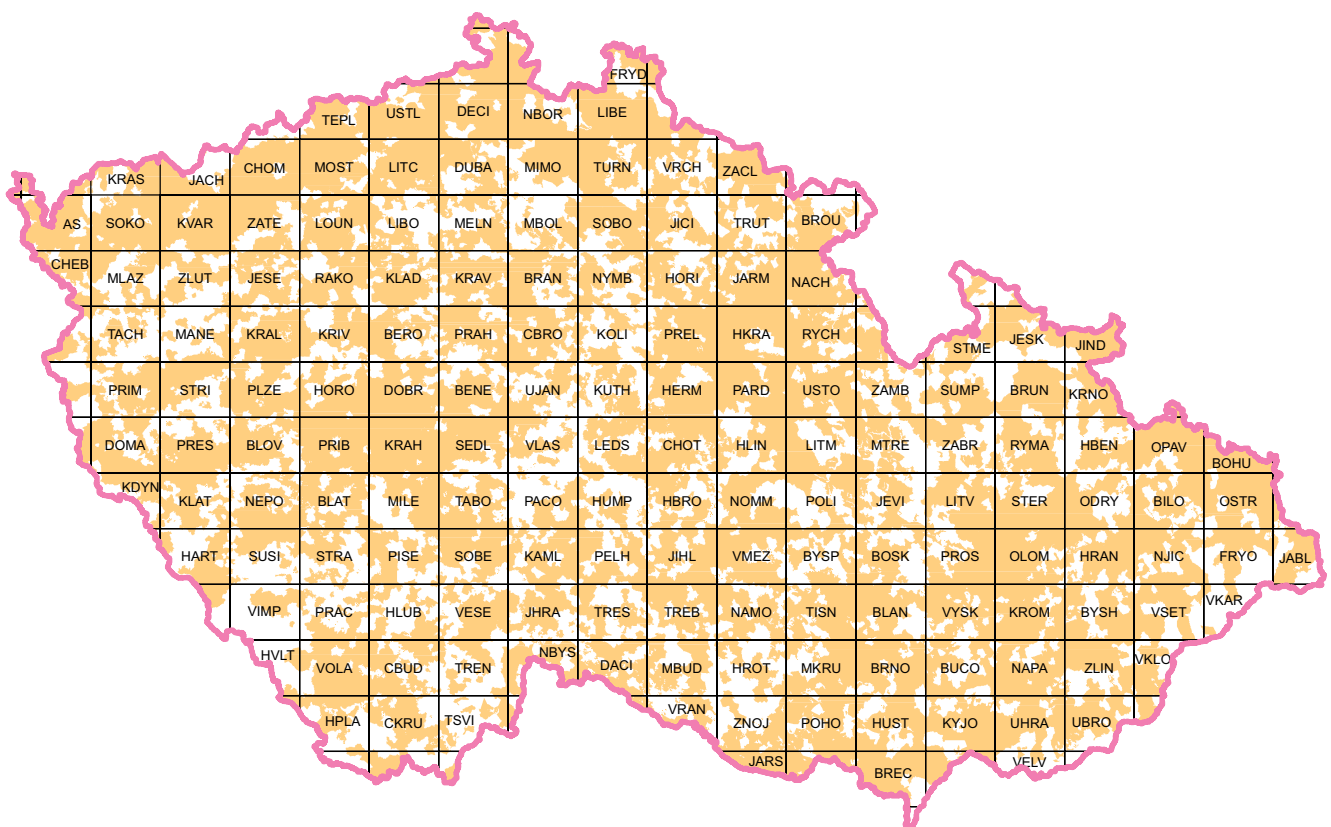 FRYD
TEPL USTL DECI NBOR LIBE
KRAS JACH CHOM MOST LITC DUBA MIMO TURN VRCH ZACL
AS SOKO KVAR ZATE LOUN LIBO MELN MBOL SOBO JICI TRUT BROU
CHEB MLAZ ZLUT JESE RAKO KLAD KRAV BRAN NYMB HORI JARM NACH
TACH MANE KRAL KRIV BERO PRAH CBRO KOLI PREL HKRA RYCH STME JESK JIND
PRIM STRI PLZE HORO DOBR BENE UJAN KUTH HERM PARD USTO ZAMB SUMP BRUN KRNO
DOMA PRES BLOV PRIB KRAH SEDL VLAS LEDS CHOT HLIN LITM MTRE ZABR RYMA HBEN OPAV BOHU
KDYN KLAT NEPO BLAT MILE TABO PACO HUMP HBRO NOMM POLI JEVI LITV STER ODRY BILO OSTR
HART SUSI STRA PISE SOBE KAML PELH JIHL VMEZ BYSP BOSK PROS OLOM HRAN NJIC FRYO JABL
VIMP PRAC HLUB VESE JHRA TRES TREB NAMO TISN BLAN VYSK KROM BYSH VSET VKAR
HVLT VOLA CBUD TREN NBYS DACI MBUD HROT MKRU BRNO BUCO NAPA ZLIN VKLO
HPLA CKRU TSVI VRAN ZNOJ POHO HUST KYJO UHRA UBRO
JARS BREC VELV